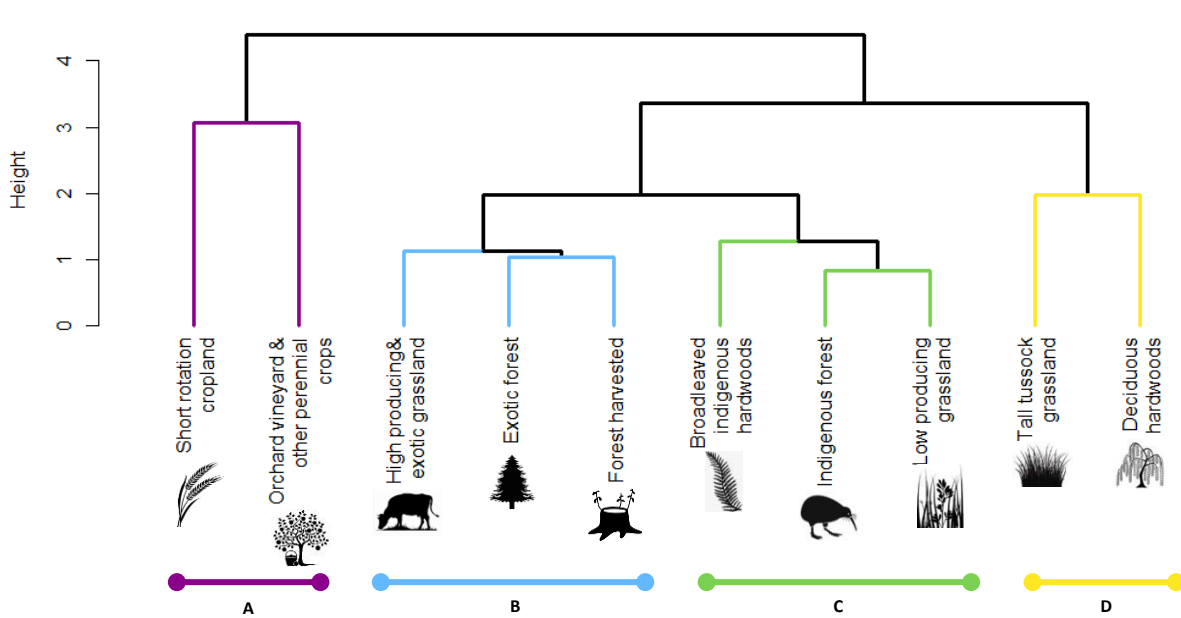 Height
4
3
2
1
0
Short rotation
cropland
Orchard vineyard &
other perennial
crops
High producing&
exotic grassland
Exotic forest
Forest harvested
Broadleaved
indigenous
hardwoods
Indigenous forest
Low producing
grassland
Tall tussock
grassland
Deciduous
hardwoods
A
B
C
D